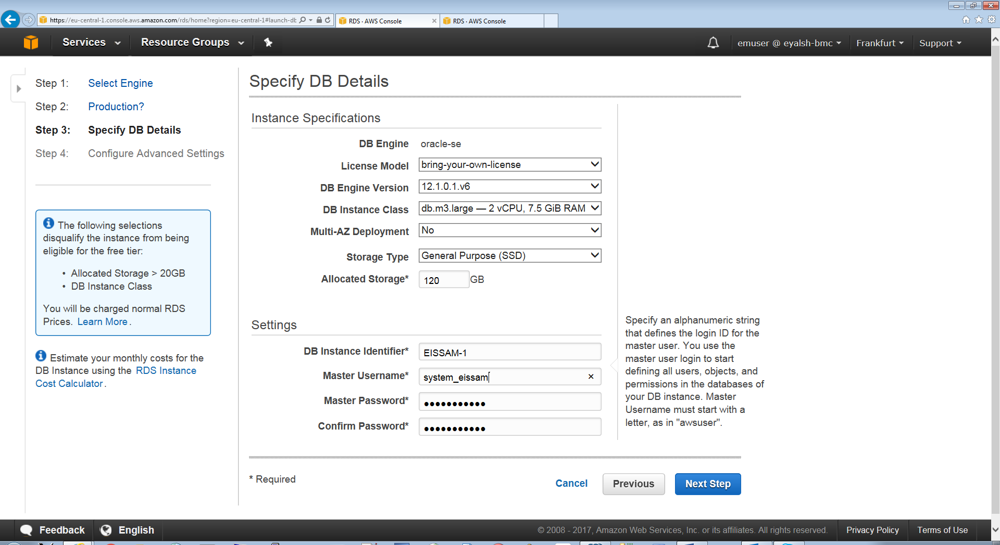 https://eu-central-1.console.aws.amazon.com/rds/home?region=eu-central-1#launch-db
RDS · AWS Console
RDS · AWS Console
Services
Resource Groups
emuser @ eyalsh-bmc
Frankfurt
Support
Step 1: Select Engine
Step 2: Production?
Step 3: Specify DB Details
Step 4: Configure Advanced Settings
The following selections
disqualify the instance from being
eligible for the free tier:
• Allocated Storage > 20GB
• DB Instance Class
You will be charged normal RDS
Prices. Learn More.
Estimate your monthly costs for the
DB Instance using the RDS Instance
Cost Calculator.
Specify DB Details
Instance Specifications
DB Engine oracle-se
License Model bring-your-own-license
DB Engine Version 12.1.0.1.v6
DB Instance Class db.m3.large — 2 vCPU, 7.5 GiB RAM
Multi-AZ Deployment No
Storage Type General Purpose (SSD)
Allocated Storage* 120 GB
Settings
DB Instance Identifier* EISSAM-1
Master Username* system_eissam
Master Password* ●●●●●●●●●●●
Confirm Password* ●●●●●●●●●●●
Specify an alphanumeric string
that defines the login ID for the
master user. You use the
master user login to start
defining all users, objects, and
permissions in the databases of
your DB instance. Master
Username must start with a
letter, as in "awsuser".
* Required
Cancel
Previous
Next Step
Feedback
English
© 2008 - 2017, Amazon Web Services, Inc. or its affiliates. All rights reserved.
Privacy Policy
Terms of Use